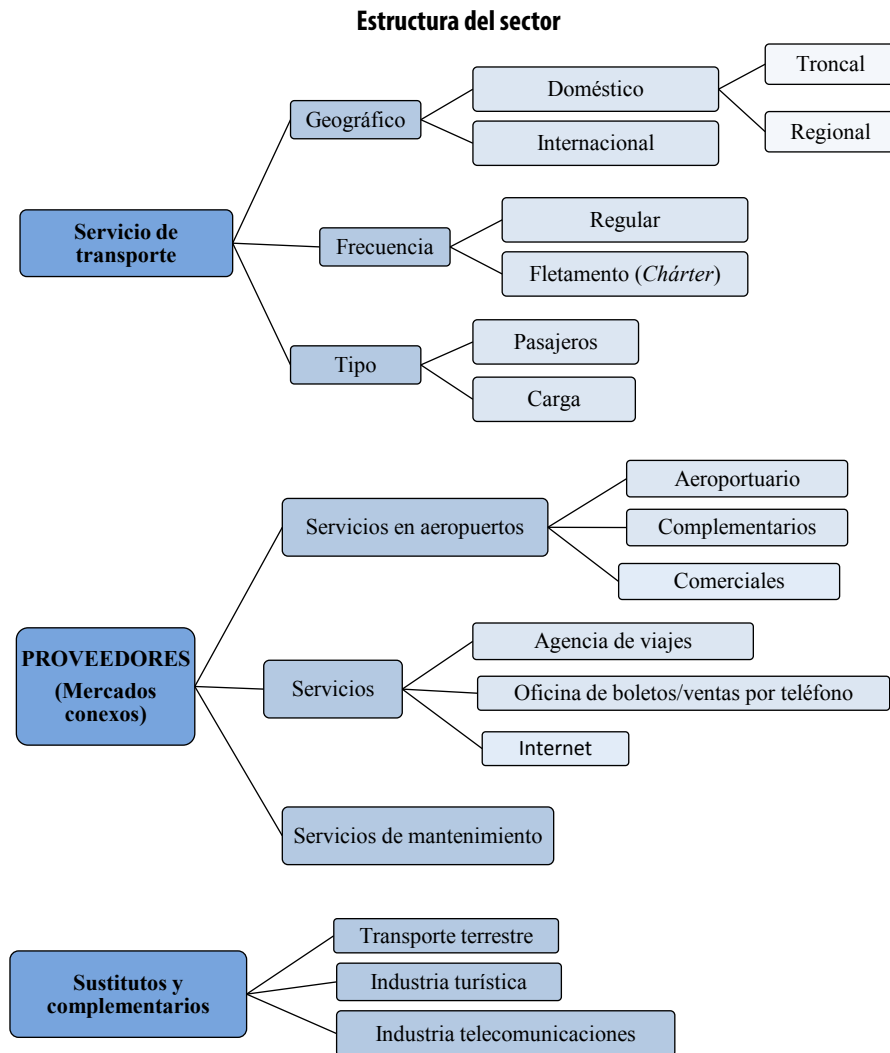 Estructura del sector
Troncal
Doméstico
Geográfico
Regional
Internacional
Servicio de
transporte
Regular
Frecuencia
Fletamento (Chárter)
Pasajeros
Tipo
Carga
Aeroportuario
Servicios en aeropuertos
Complementarios
Comerciales
PROVEEDORES
(Mercados
conexos)
Agencia de viajes
Servicios
Oficina de boletos/ventas por teléfono
Internet
Servicios de mantenimiento
Transporte terrestre
Sustitutos y
complementarios
Industria turística
Industria telecomunicaciones